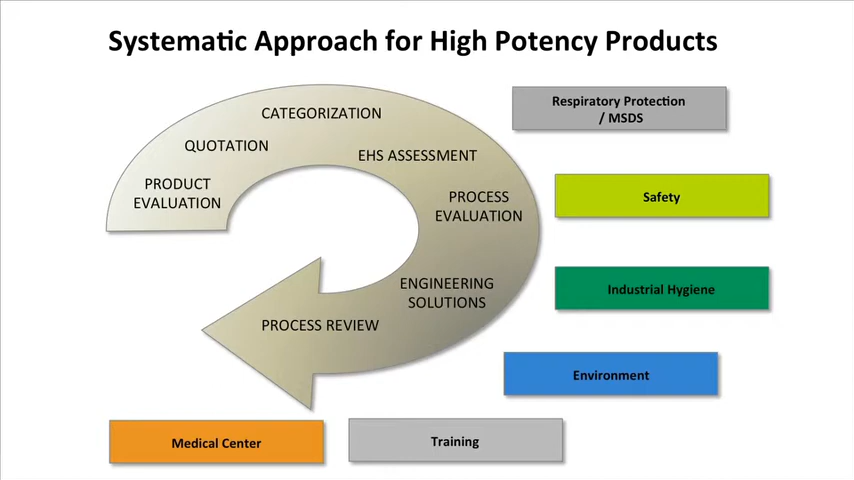 Systematic Approach for High Potency Products
CATEGORIZATION
QUOTATION
EHS ASSESSMENT
PRODUCT
EVALUATION
PROCESS
EVALUATION
ENGINEERING
SOLUTIONS
PROCESS REVIEW
Respiratory Protection
/ MSDS
Safety
Industrial Hygiene
Environment
Medical Center
Training